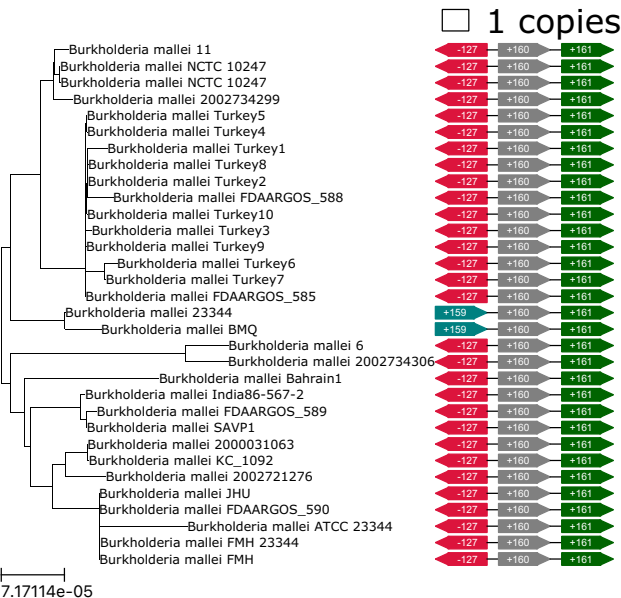 1 copies
Burkholderia mallei 11 -127 +160 +161
Burkholderia mallei NCTC 10247 -127 +160 +161
Burkholderia mallei NCTC 10247 -127 +160 +161
Burkholderia mallei 2002734299 -127 +160 +161
Burkholderia mallei Turkey5 -127 +160 +161
Burkholderia mallei Turkey4 -127 +160 +161
Burkholderia mallei Turkey1 -127 +160 +161
Burkholderia mallei Turkey8 -127 +160 +161
Burkholderia mallei Turkey2 -127 +160 +161
Burkholderia mallei FDAARGOS_588 -127 +160 +161
Burkholderia mallei Turkey10 -127 +160 +161
Burkholderia mallei Turkey3 -127 +160 +161
Burkholderia mallei Turkey9 -127 +160 +161
Burkholderia mallei Turkey6 -127 +160 +161
Burkholderia mallei Turkey7 -127 +160 +161
Burkholderia mallei FDAARGOS_585 -127 +160 +161
Burkholderia mallei 23344 +159 +160 +161
Burkholderia mallei BMQ +159 +160 +161
Burkholderia mallei 6 -127 +160 +161
Burkholderia mallei 2002734306 -127 +160 +161
Burkholderia mallei Bahrain1 -127 +160 +161
Burkholderia mallei India86-567-2 -127 +160 +161
Burkholderia mallei FDAARGOS_589 -127 +160 +161
Burkholderia mallei SAVP1 -127 +160 +161
Burkholderia mallei 2000031063 -127 +160 +161
Burkholderia mallei KC_1092 -127 +160 +161
Burkholderia mallei 2002721276 -127 +160 +161
Burkholderia mallei JHU -127 +160 +161
Burkholderia mallei FDAARGOS_590 -127 +160 +161
Burkholderia mallei ATCC 23344 -127 +160 +161
Burkholderia mallei FMH 23344 -127 +160 +161
Burkholderia mallei FMH -127 +160 +161
7.17114e-05